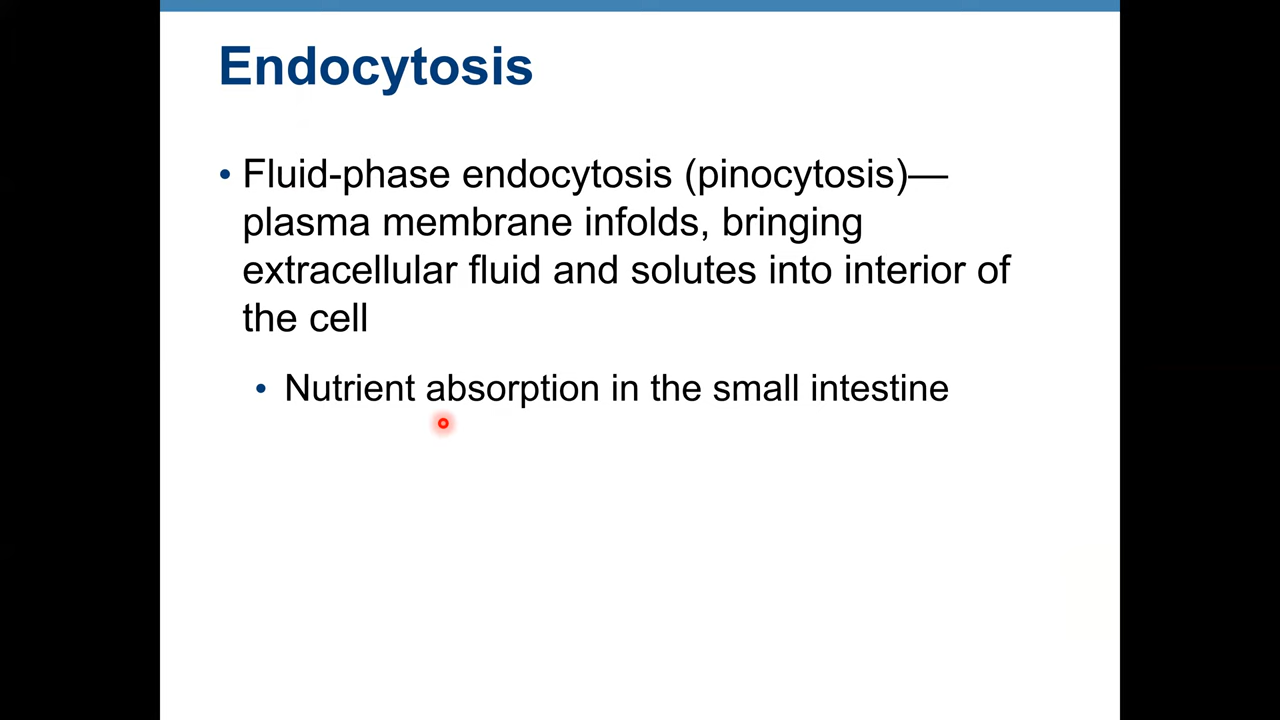 Endocytosis
• Fluid-phase endocytosis (pinocytosis)—
plasma membrane infolds, bringing
extracellular fluid and solutes into interior of
the cell
• Nutrient absorption in the small intestine